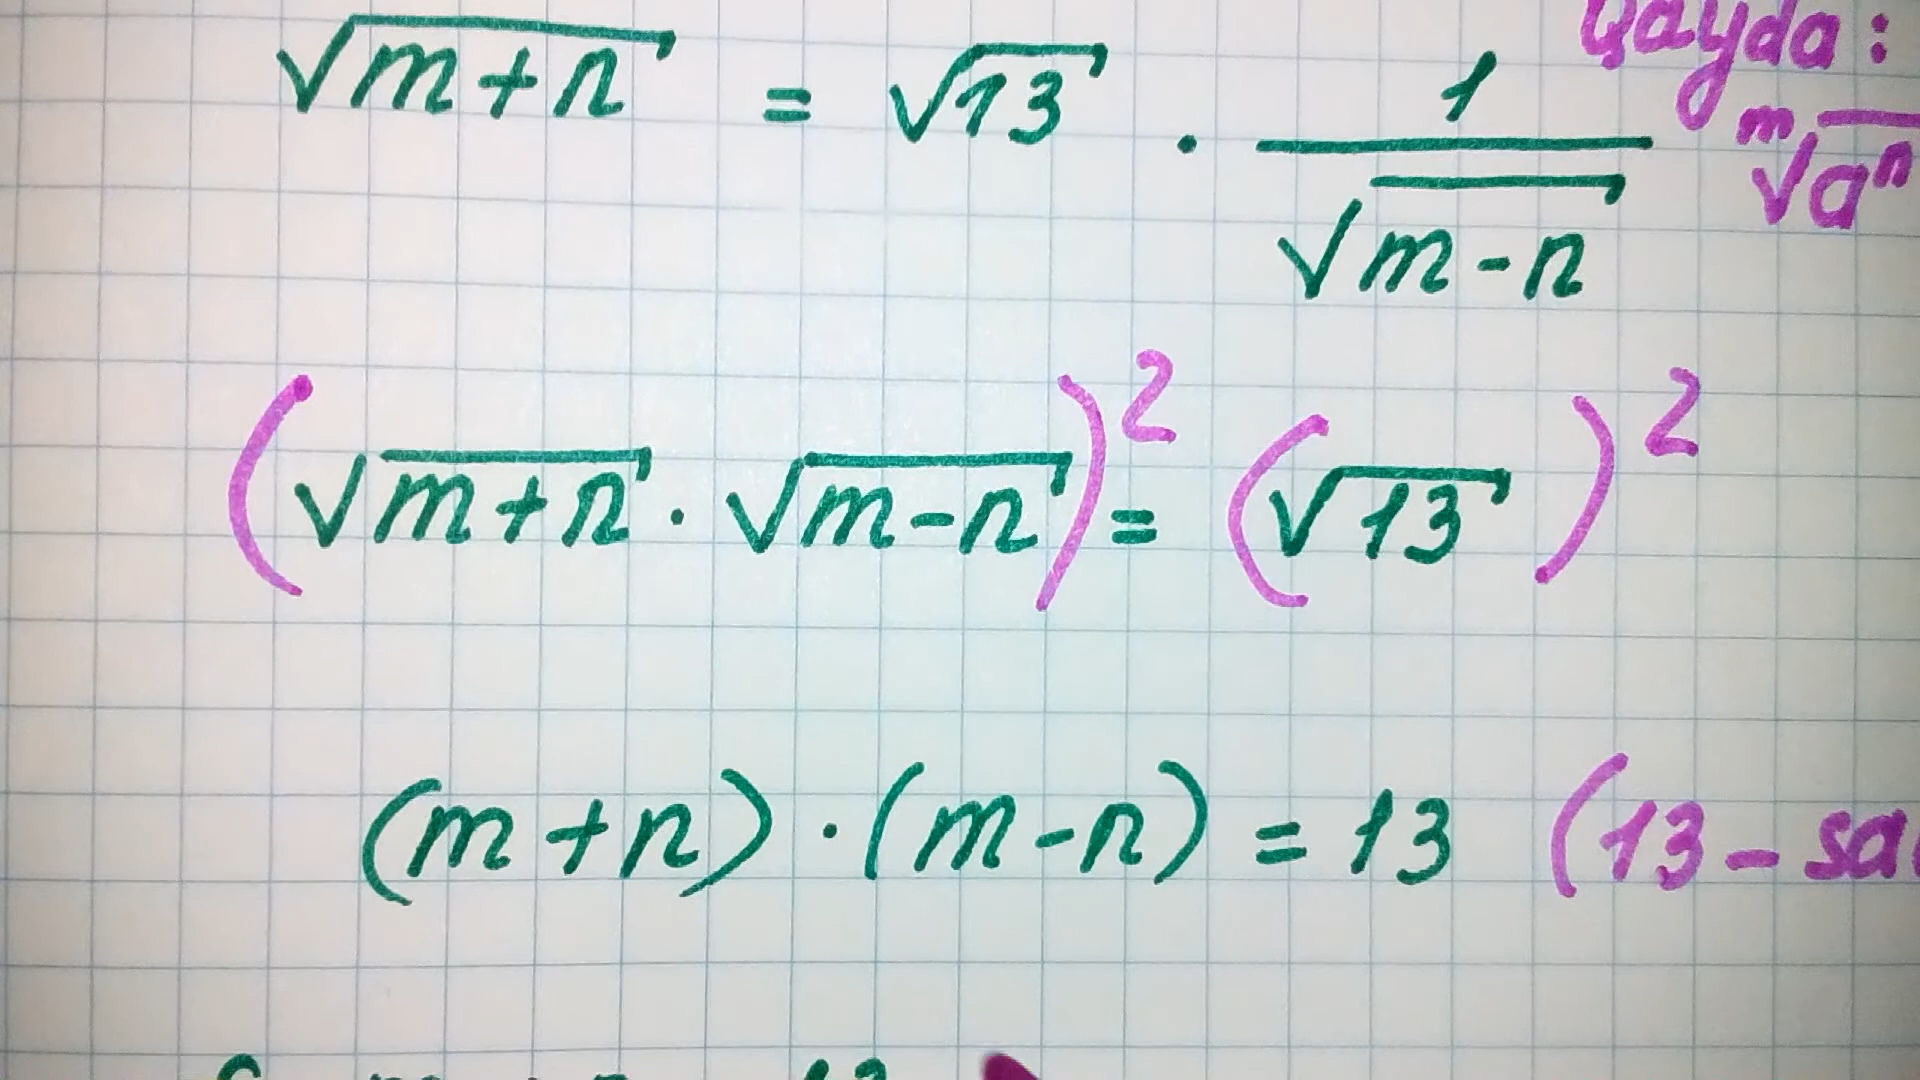 √(m+n) = √13 · 1/√(m-n)
Qayda:
ᵐ√aⁿ
(√(m+n) · √(m-n))² = (√13)²
(m+n) · (m-n) = 13 (13 -